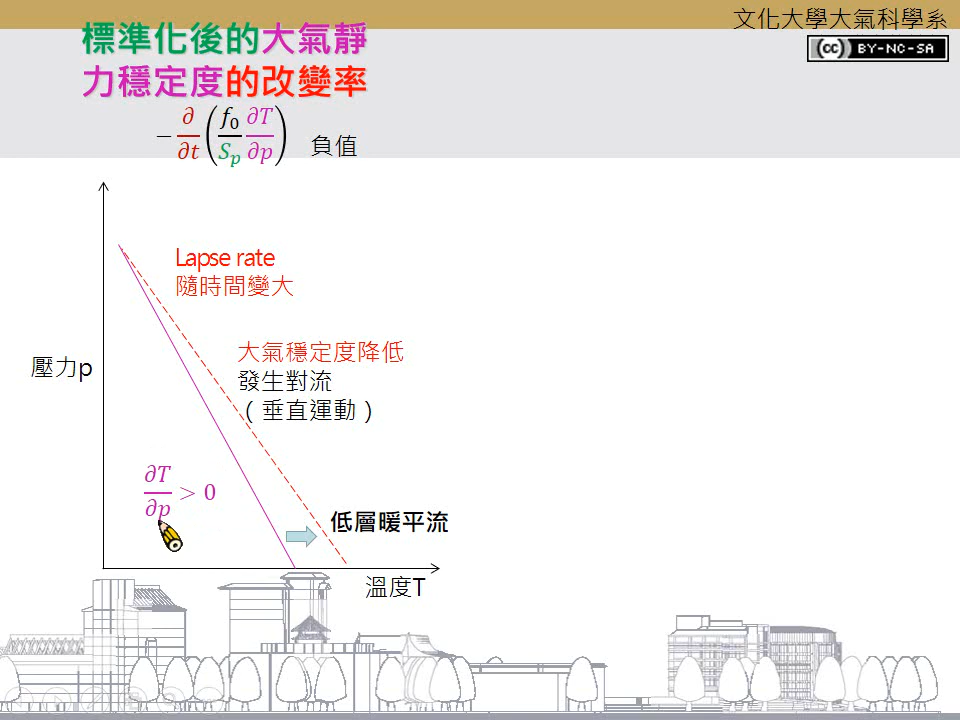 文化大學大氣科學系
cc BY-NC-SA
標準化後的大氣靜
力穩定度的改變率
−∂/∂t(f₀/Sₚ ∂T/∂p) 負值
Lapse rate
隨時間變大
大氣穩定度降低
發生對流
（垂直運動）
壓力p
∂T/∂p > 0
低層暖平流
溫度T